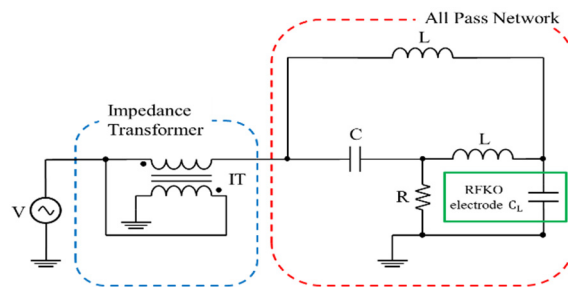 All Pass Network
L
Impedance
Transformer
C
L
IT
R
RFKO
electrode CL
V